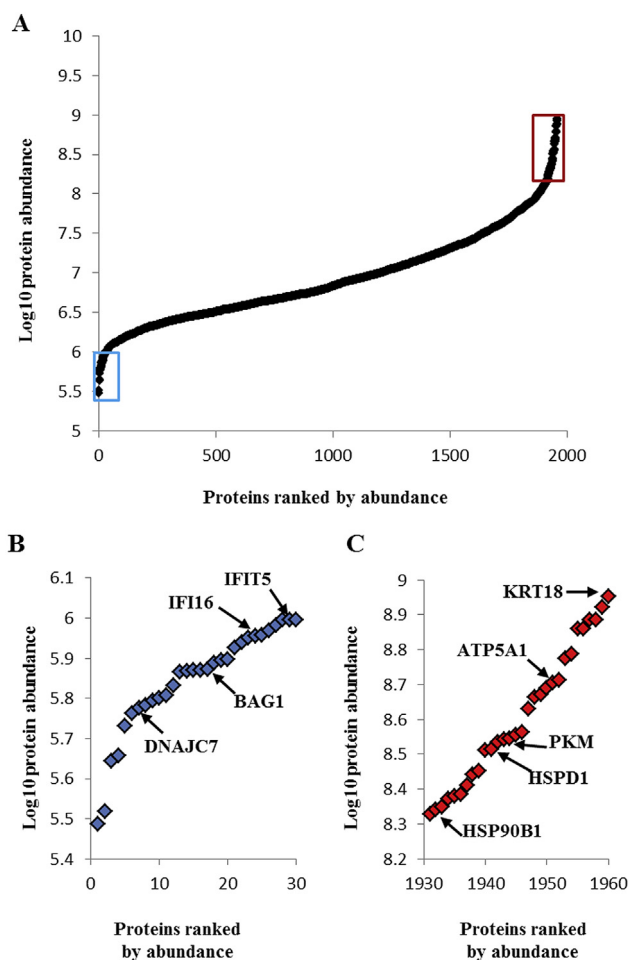 A
10
9.5
9
8.5
8
7.5
7
6.5
6
5.5
5
Log10 protein abundance
0
500
1000
1500
2000
Proteins ranked by abundance
B
6.1
6
5.9
5.8
5.7
5.6
5.5
5.4
Log10 protein abundance
IFIT5
IFI16
BAG1
DNAJC7
0
10
20
30
Proteins ranked
by abundance
C
9
8.9
8.8
8.7
8.6
8.5
8.4
8.3
8.2
Log10 protein abundance
KRT18
ATP5A1
PKM
HSPD1
HSP90B1
1930
1940
1950
1960
Proteins ranked
by abundance